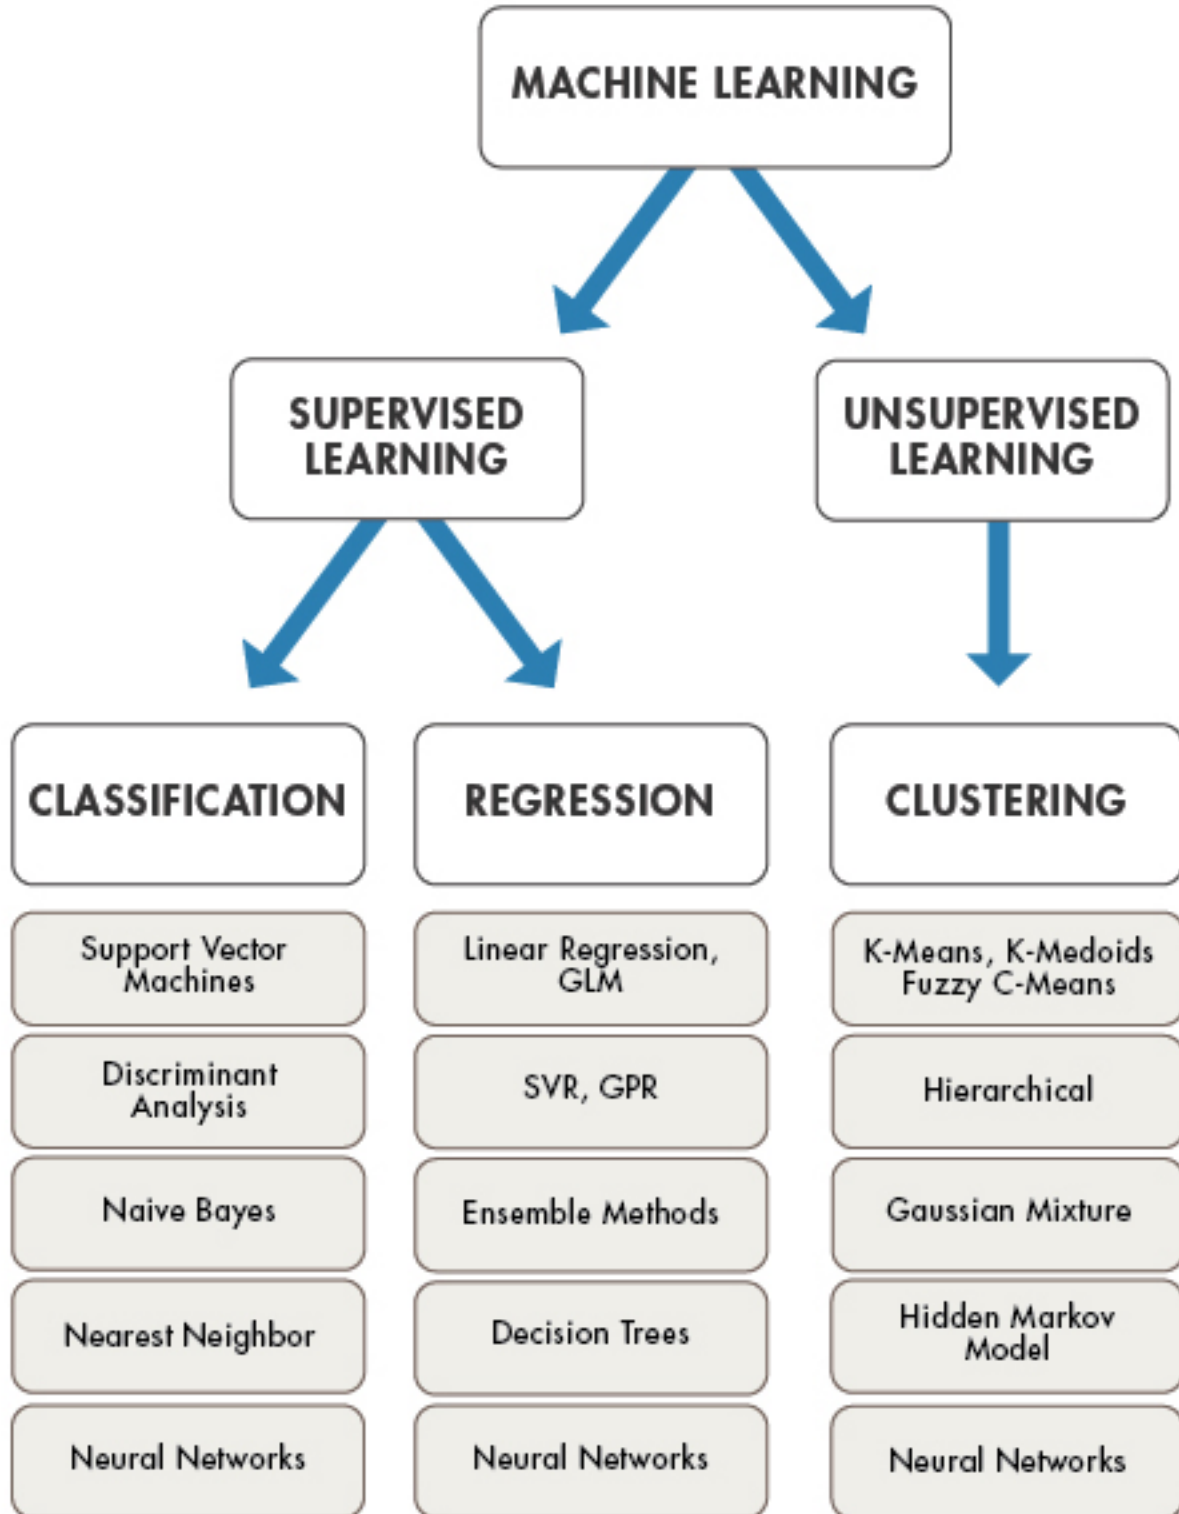 MACHINE LEARNING
SUPERVISED
LEARNING
UNSUPERVISED
LEARNING
CLASSIFICATION
REGRESSION
CLUSTERING
Support Vector
Machines
Linear Regression,
GLM
K-Means, K-Medoids
Fuzzy C-Means
Discriminant
Analysis
SVR, GPR
Hierarchical
Naive Bayes
Ensemble Methods
Gaussian Mixture
Nearest Neighbor
Decision Trees
Hidden Markov
Model
Neural Networks
Neural Networks
Neural Networks